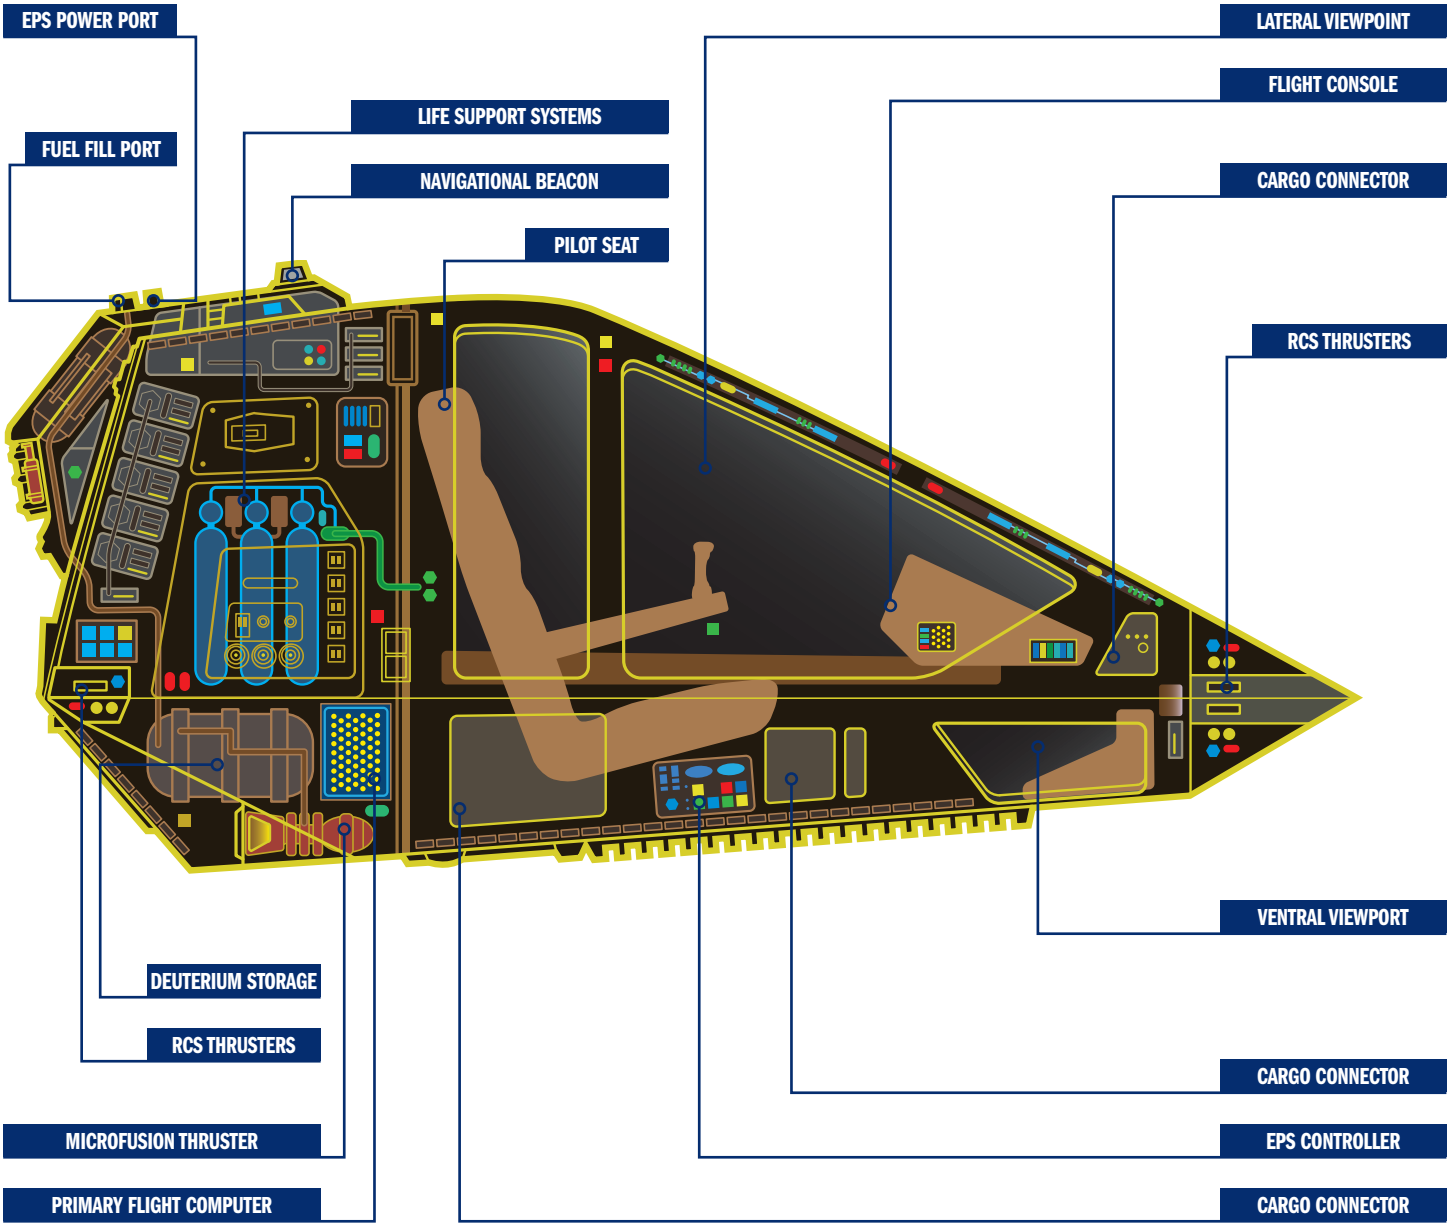 EPS POWER PORT
LATERAL VIEWPOINT
FLIGHT CONSOLE
LIFE SUPPORT SYSTEMS
FUEL FILL PORT
NAVIGATIONAL BEACON
CARGO CONNECTOR
PILOT SEAT
RCS THRUSTERS
VENTRAL VIEWPORT
DEUTERIUM STORAGE
RCS THRUSTERS
CARGO CONNECTOR
MICROFUSION THRUSTER
EPS CONTROLLER
PRIMARY FLIGHT COMPUTER
CARGO CONNECTOR